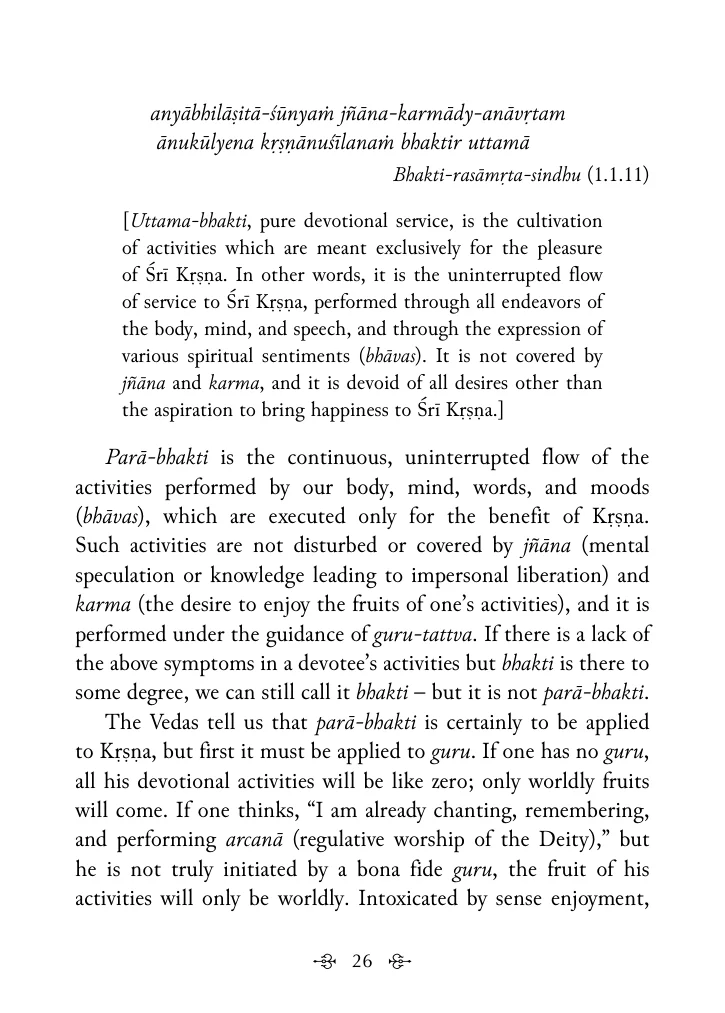 anyābhilāṣitā-śūnyaṁ jñāna-karmādy-anāvṛtam
ānukūlyena kṛṣṇānuśīlanaṁ bhaktir uttamā
Bhakti-rasāmṛta-sindhu (1.1.11)
[Uttama-bhakti, pure devotional service, is the cultivation
of activities which are meant exclusively for the pleasure
of Śrī Kṛṣṇa. In other words, it is the uninterrupted flow
of service to Śrī Kṛṣṇa, performed through all endeavors of
the body, mind, and speech, and through the expression of
various spiritual sentiments (bhāvas). It is not covered by
jñāna and karma, and it is devoid of all desires other than
the aspiration to bring happiness to Śrī Kṛṣṇa.]
Parā-bhakti is the continuous, uninterrupted flow of the
activities performed by our body, mind, words, and moods
(bhāvas), which are executed only for the benefit of Kṛṣṇa.
Such activities are not disturbed or covered by jñāna (mental
speculation or knowledge leading to impersonal liberation) and
karma (the desire to enjoy the fruits of one’s activities), and it is
performed under the guidance of guru-tattva. If there is a lack of
the above symptoms in a devotee’s activities but bhakti is there to
some degree, we can still call it bhakti – but it is not parā-bhakti.
The Vedas tell us that parā-bhakti is certainly to be applied
to Kṛṣṇa, but first it must be applied to guru. If one has no guru,
all his devotional activities will be like zero; only worldly fruits
will come. If one thinks, “I am already chanting, remembering,
and performing arcanā (regulative worship of the Deity),” but
he is not truly initiated by a bona fide guru, the fruit of his
activities will only be worldly. Intoxicated by sense enjoyment,
26